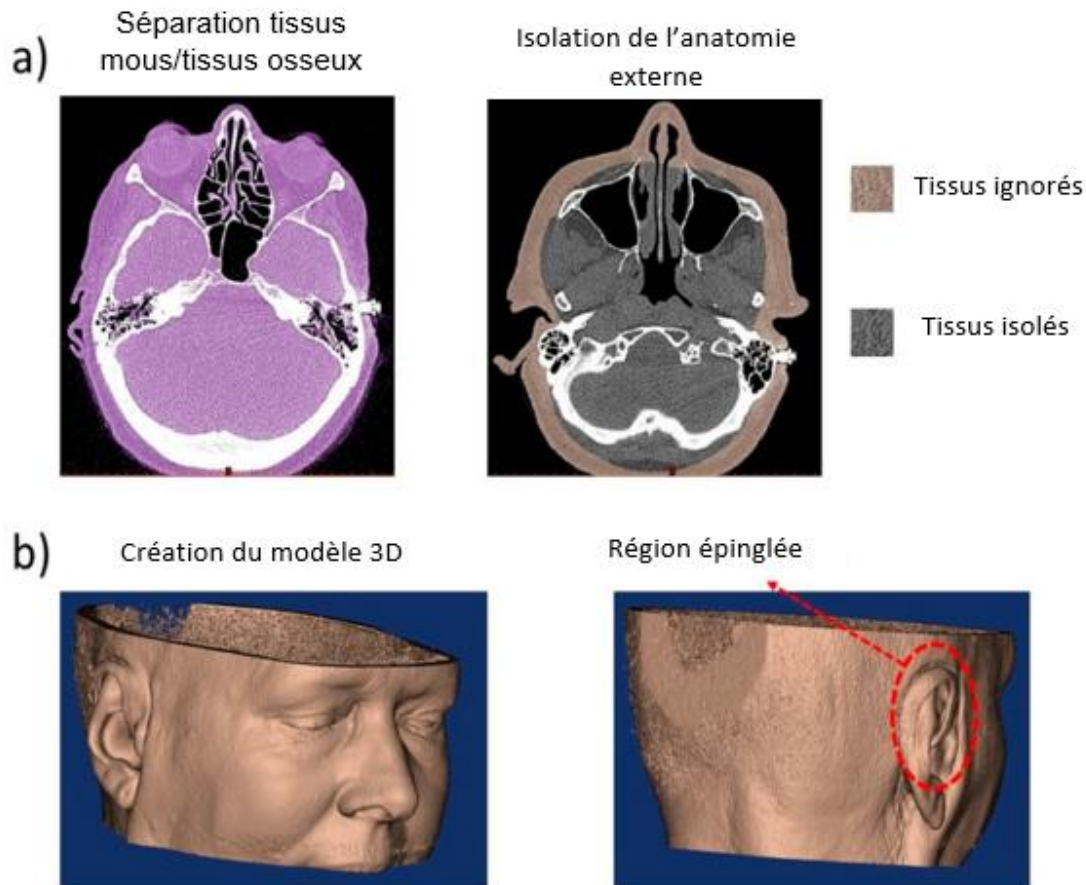 a)
Séparation tissus
mous/tissus osseux
Isolation de l’anatomie
externe
Tissus ignorés
Tissus isolés
b)
Création du modèle 3D
Région épinglée